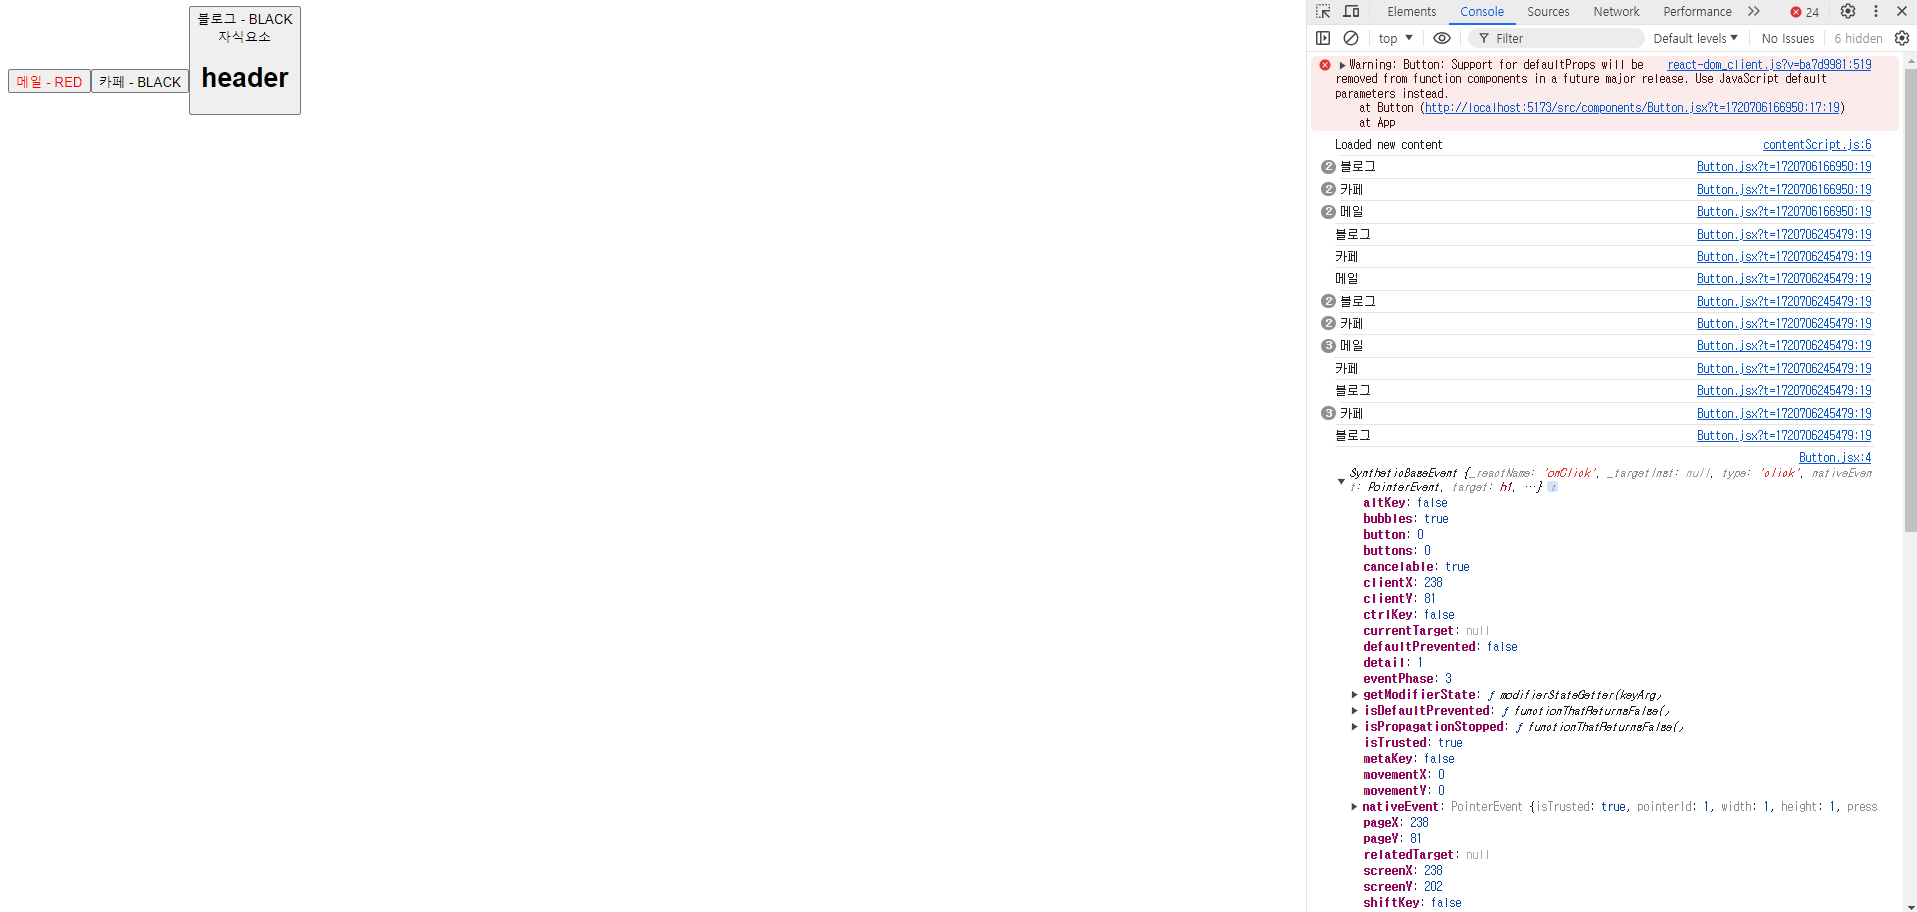 메일 - RED
카페 - BLACK
블로그 - BLACK
자식요소
header
Elements Console Sources Network Performance 24
top Filter Default levels No Issues 6 hidden
Warning: Button: Support for defaultProps will be react-dom_client.js?v=ba7d9981:519
removed from function components in a future major release. Use JavaScript default
parameters instead.
at Button (http://localhost:5173/src/components/Button.jsx?t=1720706166950:17:19)
at App
Loaded new content contentScript.js:6
2 블로그 Button.jsx?t=1720706166950:19
2 카페 Button.jsx?t=1720706166950:19
2 메일 Button.jsx?t=1720706166950:19
블로그 Button.jsx?t=1720706245479:19
카페 Button.jsx?t=1720706245479:19
메일 Button.jsx?t=1720706245479:19
2 블로그 Button.jsx?t=1720706245479:19
2 카페 Button.jsx?t=1720706245479:19
3 메일 Button.jsx?t=1720706245479:19
카페 Button.jsx?t=1720706245479:19
블로그 Button.jsx?t=1720706245479:19
3 카페 Button.jsx?t=1720706245479:19
블로그 Button.jsx?t=1720706245479:19
Button.jsx:4
SyntheticBaseEvent {_reactName: 'onClick', _targetInst: null, type: 'click', nativeEven
t: PointerEvent, target: h1, …} i
altKey: false
bubbles: true
button: 0
buttons: 0
cancelable: true
clientX: 238
clientY: 81
ctrlKey: false
currentTarget: null
defaultPrevented: false
detail: 1
eventPhase: 3
getModifierState: ƒ modifierStateGetter(keyArg)
isDefaultPrevented: ƒ functionThatReturnsFalse()
isPropagationStopped: ƒ functionThatReturnsFalse()
isTrusted: true
metaKey: false
movementX: 0
movementY: 0
nativeEvent: PointerEvent {isTrusted: true, pointerId: 1, width: 1, height: 1, press
pageX: 238
pageY: 81
relatedTarget: null
screenX: 238
screenY: 202
shiftKey: false